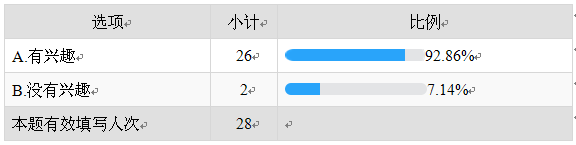 选项 小计 比例
A.有兴趣 26 92.86%
B.没有兴趣 2 7.14%
本题有效填写人次 28